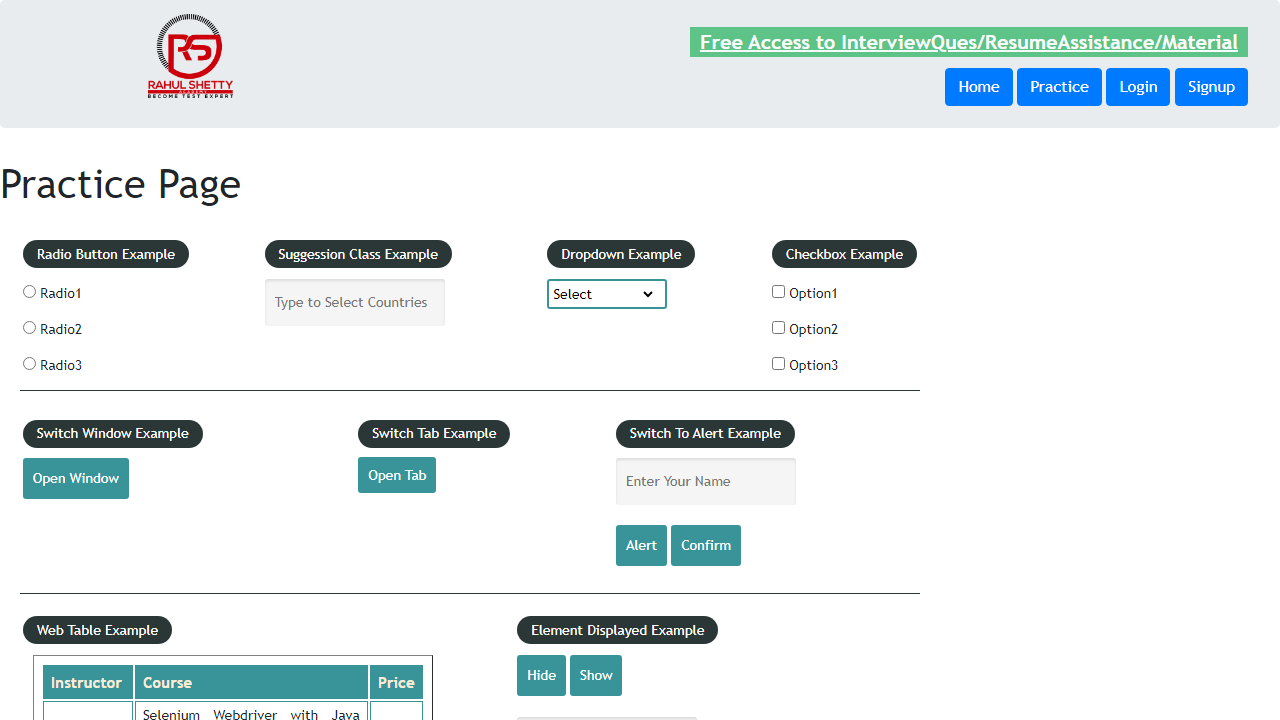 RS
RAHUL SHETTY
ACADEMY
BECOME TEST EXPERT
Free Access to InterviewQues/ResumeAssistance/Material
Home Practice Login Signup
Practice Page
Radio Button Example
Radio1
Radio2
Radio3
Suggession Class Example
Type to Select Countries
Dropdown Example
Select
Checkbox Example
Option1
Option2
Option3
Switch Window Example
Open Window
Switch Tab Example
Open Tab
Switch To Alert Example
Enter Your Name
Alert Confirm
Web Table Example
Instructor Course Price
Selenium Webdriver with Java
Element Displayed Example
Hide Show